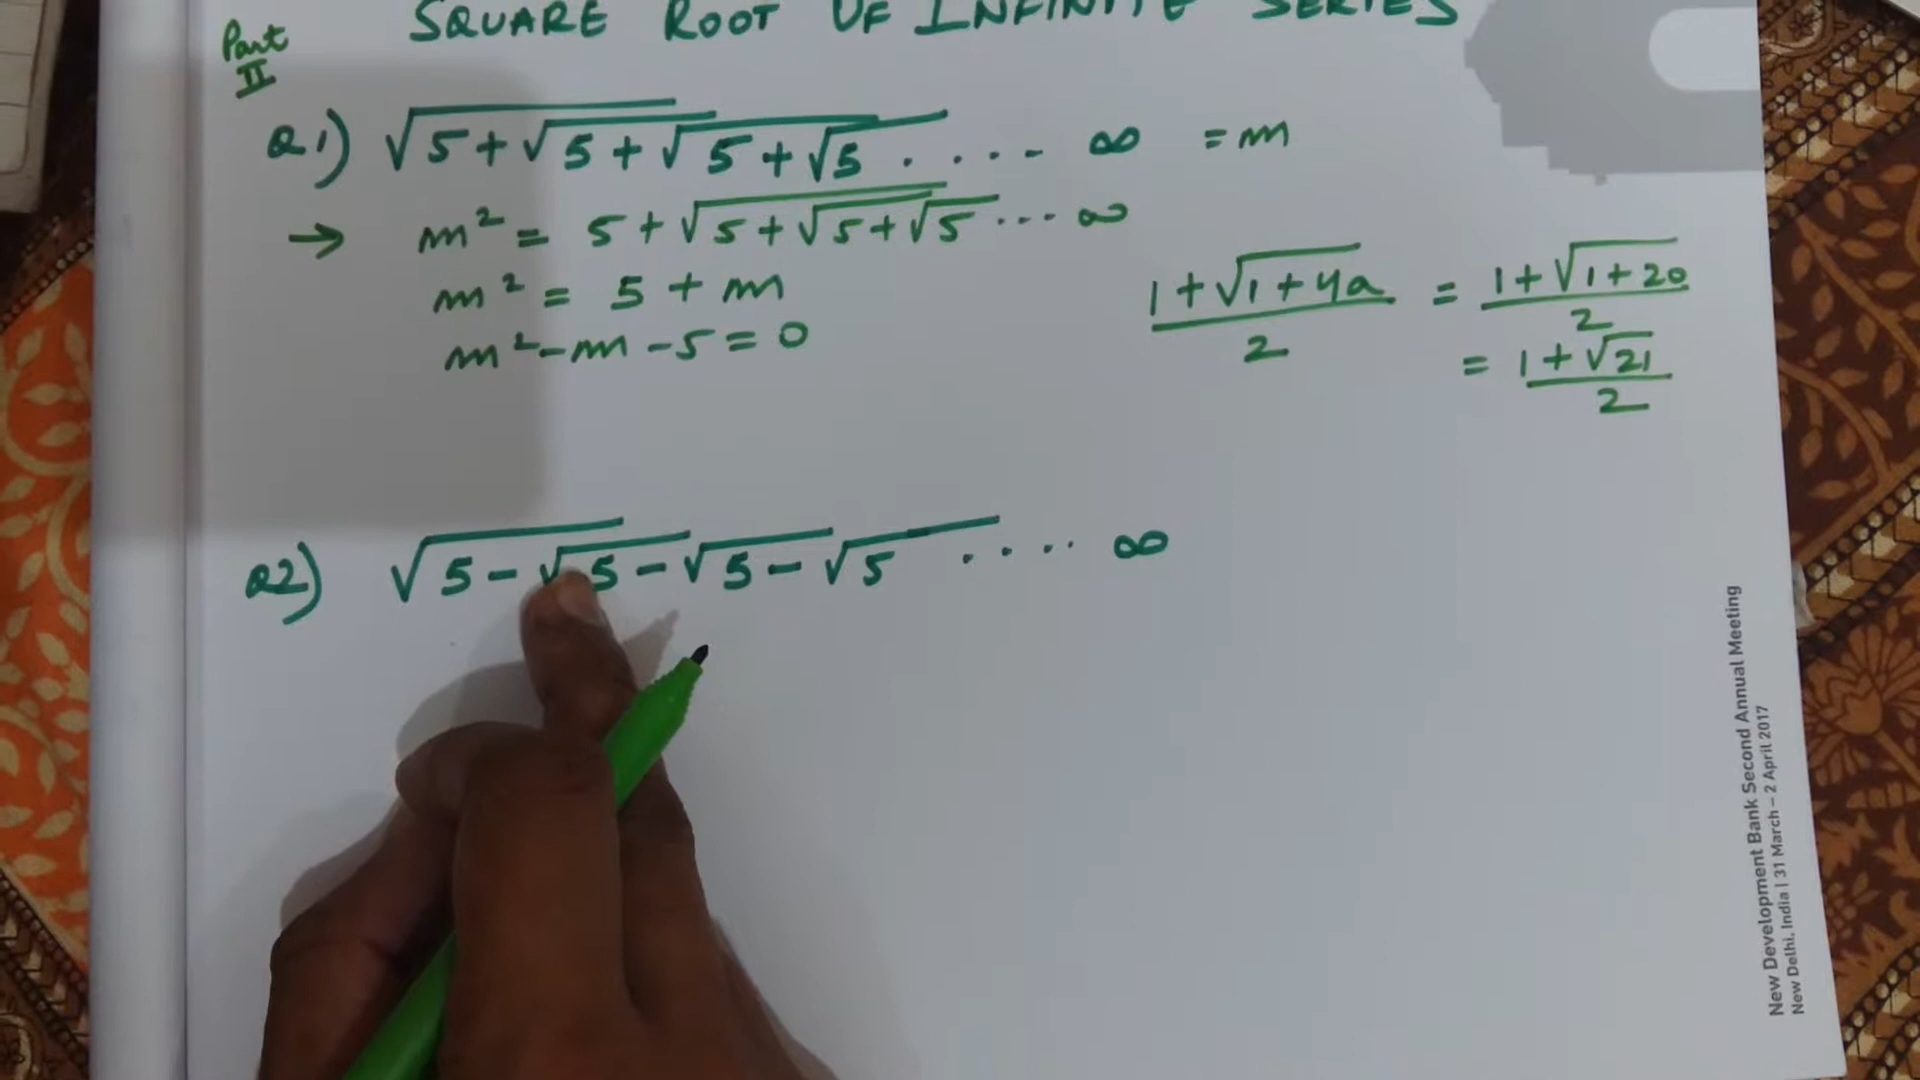 SQUARE ROOT OF INFINITE SERIES
Part
II
Q1) √5+√5+√5+√5 . . . . - ∞ = m
→ m² = 5+√5+√5+√5 ... ∞
m² = 5 + m
m² - m - 5 = 0
1+√1+4a / 2 = 1+√1+20 / 2
= 1+√21 / 2
Q2) √5-√5-√5-√5 . . . . ∞
New Development Bank Second Annual Meeting
New Delhi, India | 31 March – 2 April 2017